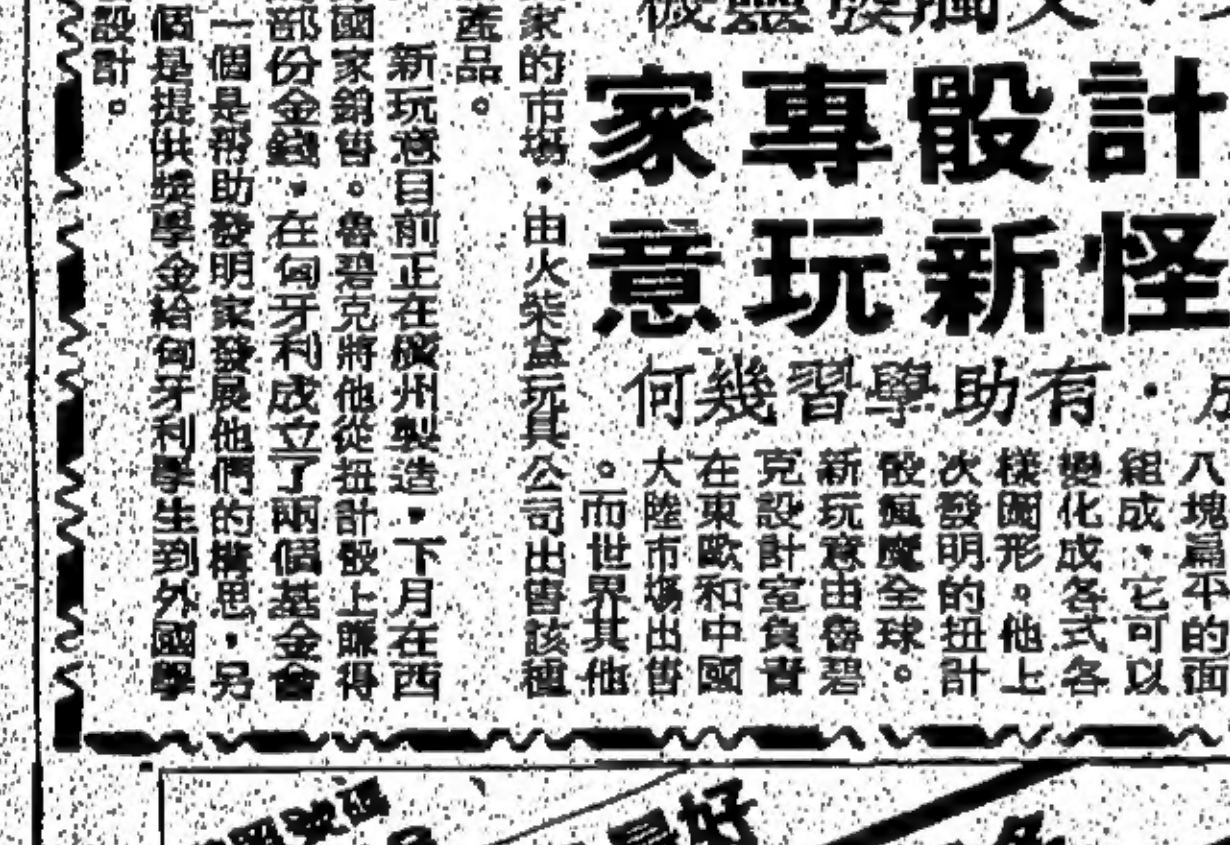 計骰專家
怪新玩意
·有助學習幾何
八塊扁平的面
組成,它可以
變化成各式各
樣圖形。他上
次發明的扭計
骰瘋魔全球。
新玩意由魯碧
克設計室負責
在東歐和中國
大陸市場出售
。而世界其他
家的市場,由火柴盒玩具公司出售該種
產品。
新玩意目前正在廣州製造,下月在西
國家銷售。魯碧克將他從扭計骰上賺得
部份金錢,在匈牙利成立了兩個基金會
一個是幫助發明家發展他們的構思,另
個是提供獎學金給匈牙利學生到外國學
設計。
最好